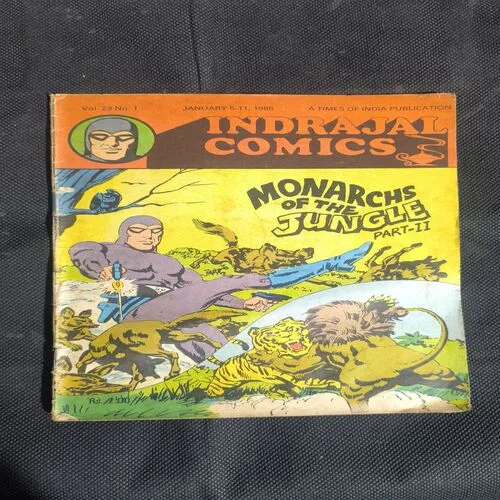 Vol. 23 No. 1 JANUARY 5-11, 1986 A TIMES OF INDIA PUBLICATION
INDRAJAL
COMICS
MONARCHS
OF THE
JUNGLE
PART-II